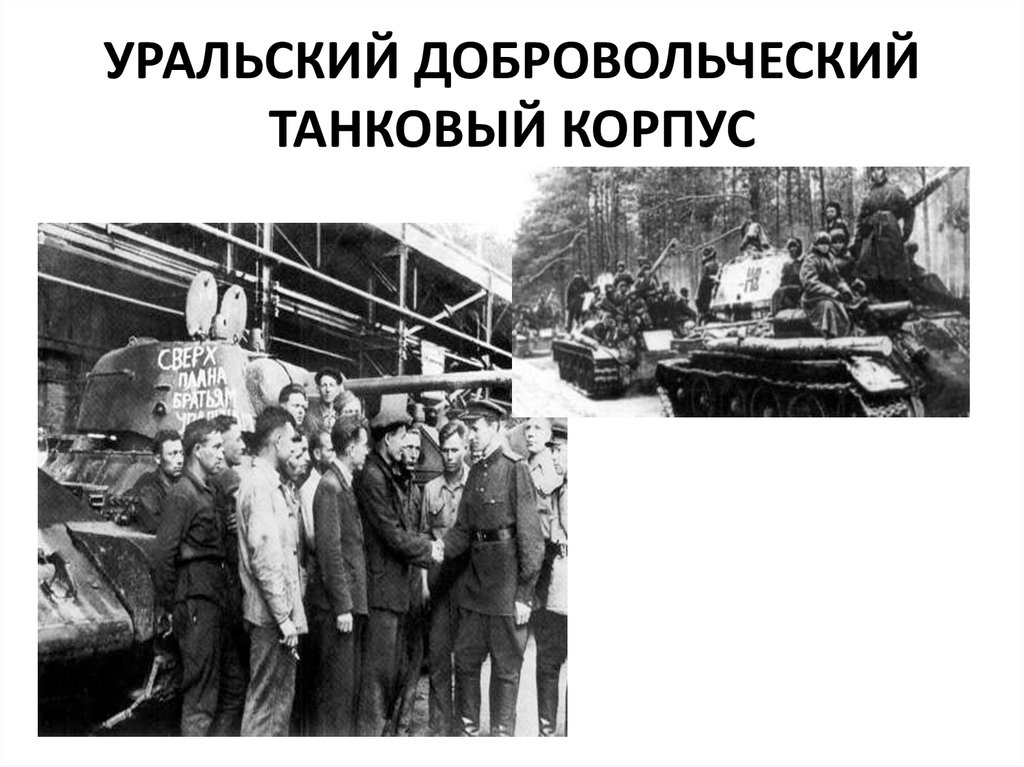 УРАЛЬСКИЙ ДОБРОВОЛЬЧЕСКИЙ
ТАНКОВЫЙ КОРПУС
СВЕРХ
ПЛАНА
БРАТЬЯМ